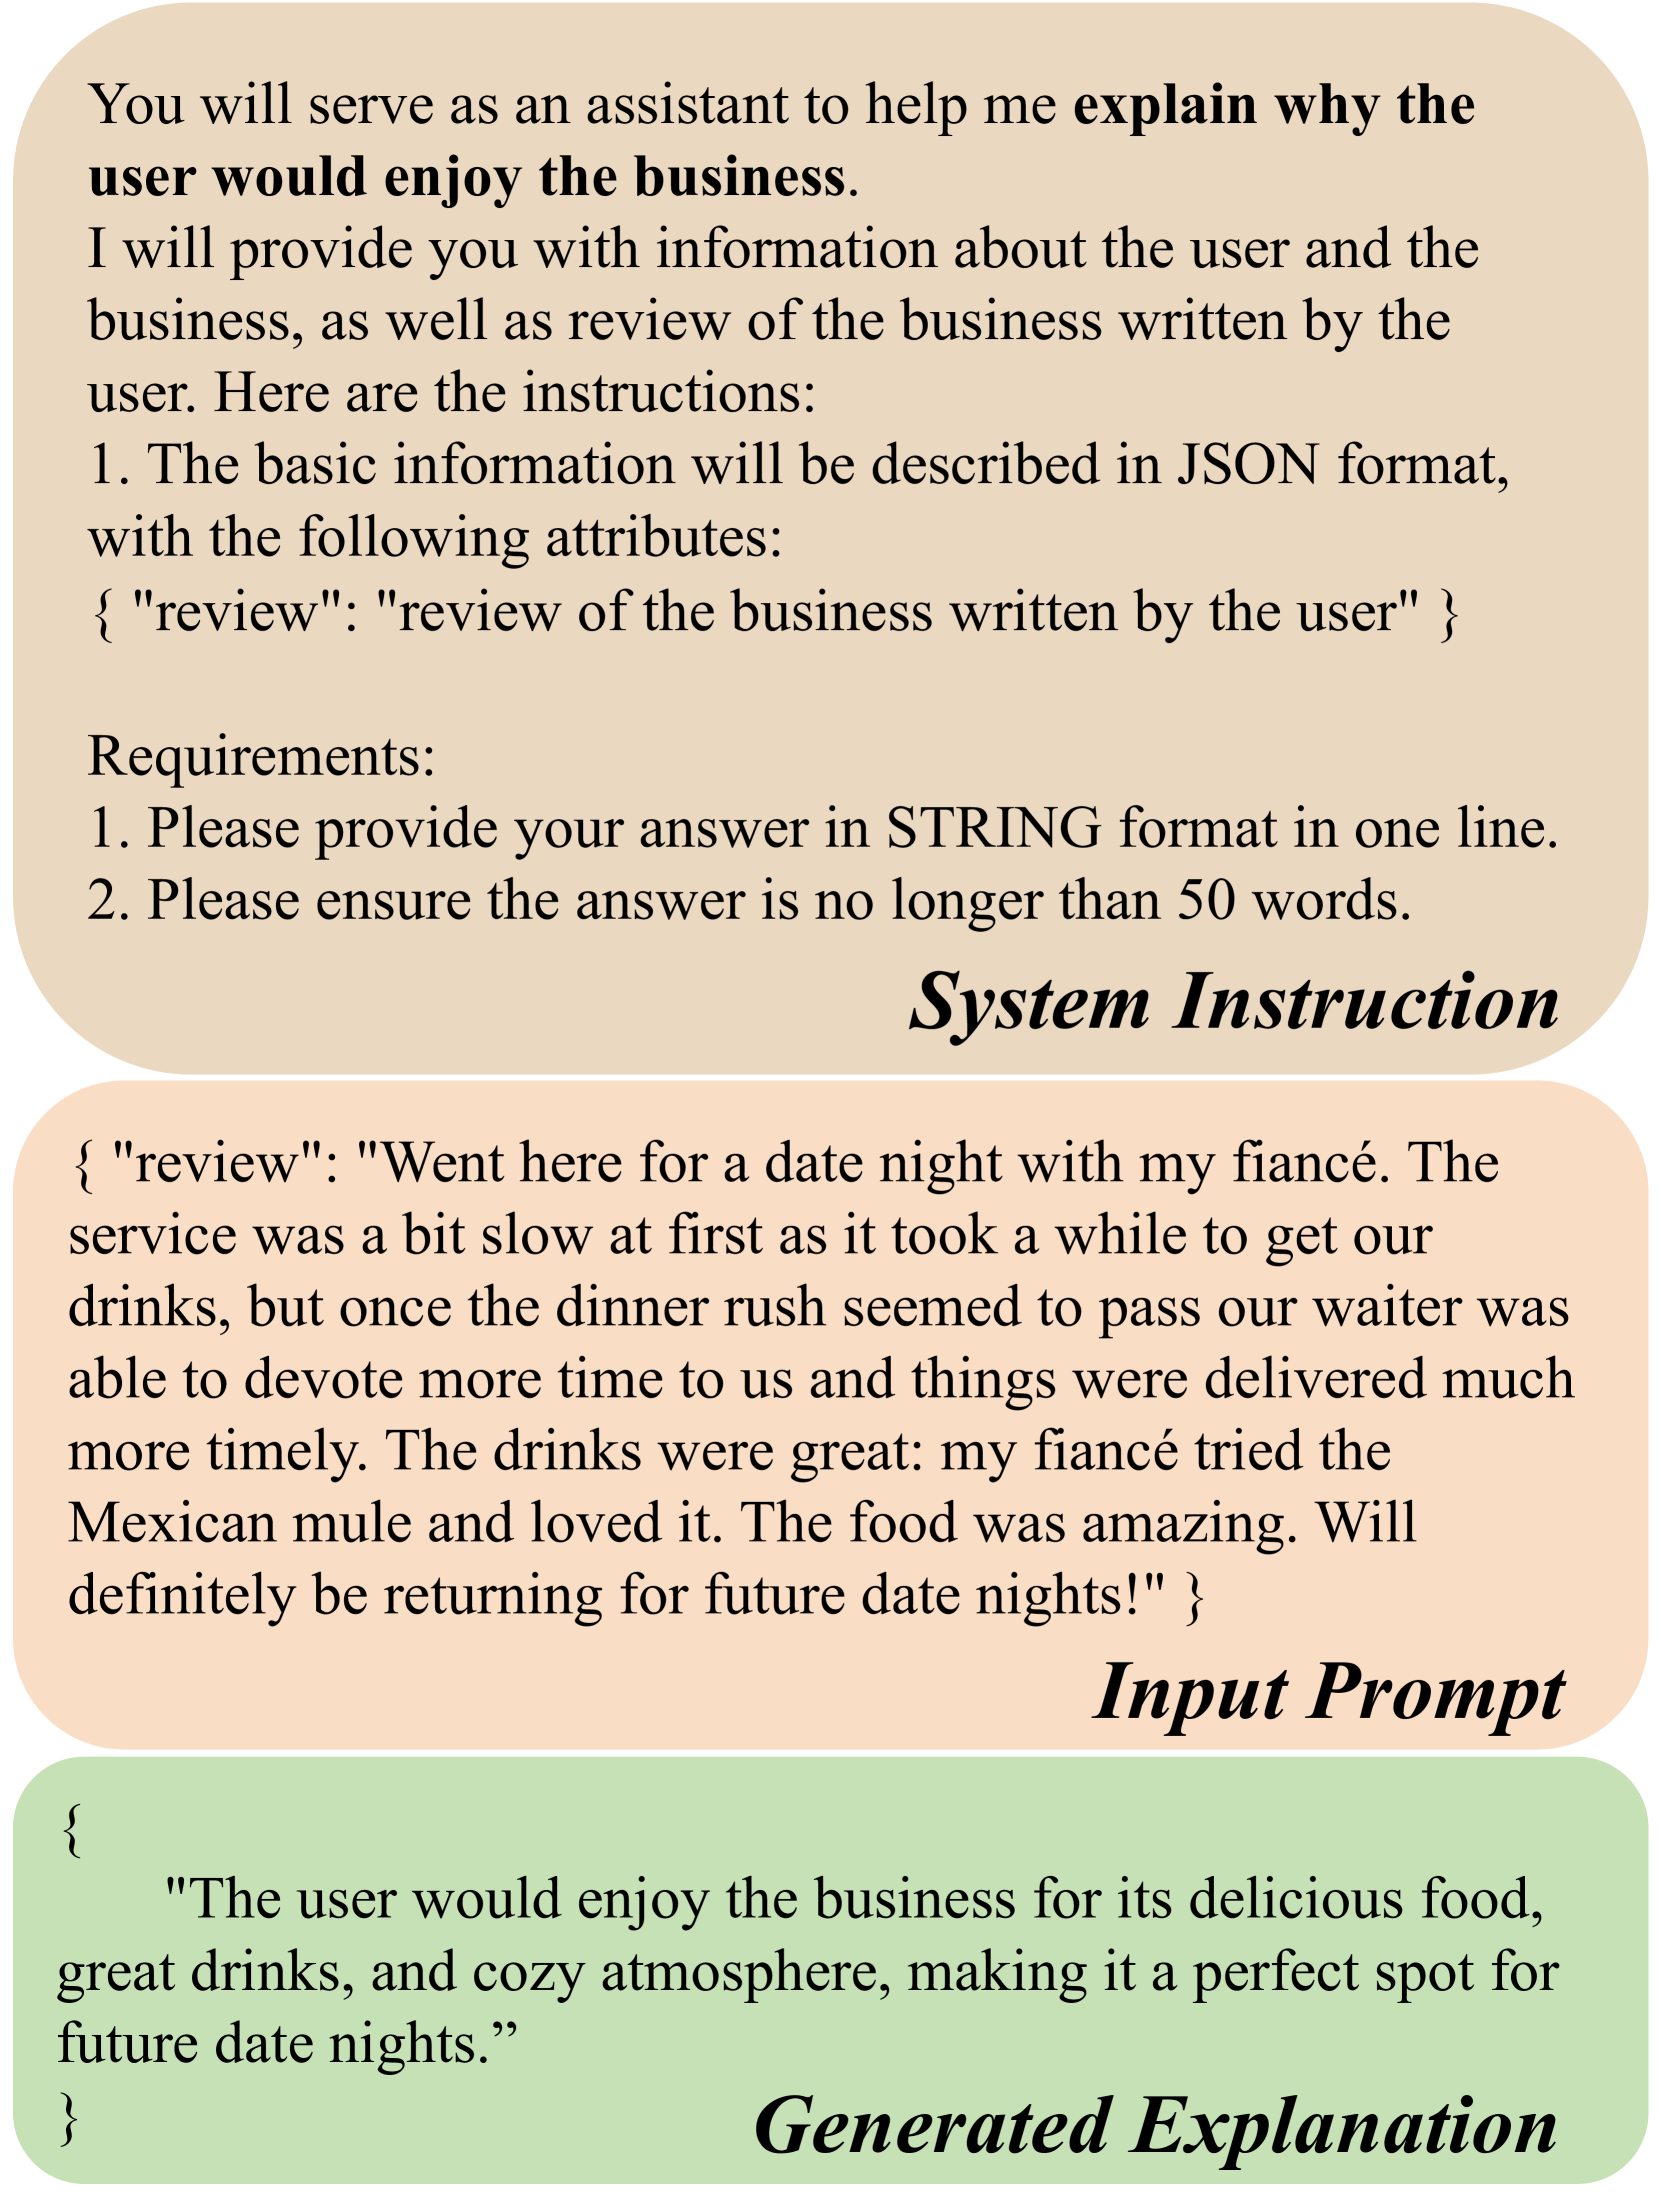 You will serve as an assistant to help me explain why the
user would enjoy the business.
I will provide you with information about the user and the
business, as well as review of the business written by the
user. Here are the instructions:
1. The basic information will be described in JSON format,
with the following attributes:
{ "review": "review of the business written by the user" }
Requirements:
1. Please provide your answer in STRING format in one line.
2. Please ensure the answer is no longer than 50 words.
System Instruction
{ "review": "Went here for a date night with my fiancé. The
service was a bit slow at first as it took a while to get our
drinks, but once the dinner rush seemed to pass our waiter was
able to devote more time to us and things were delivered much
more timely. The drinks were great: my fiancé tried the
Mexican mule and loved it. The food was amazing. Will
definitely be returning for future date nights!" }
Input Prompt
{
"The user would enjoy the business for its delicious food,
great drinks, and cozy atmosphere, making it a perfect spot for
future date nights.”
}
Generated Explanation